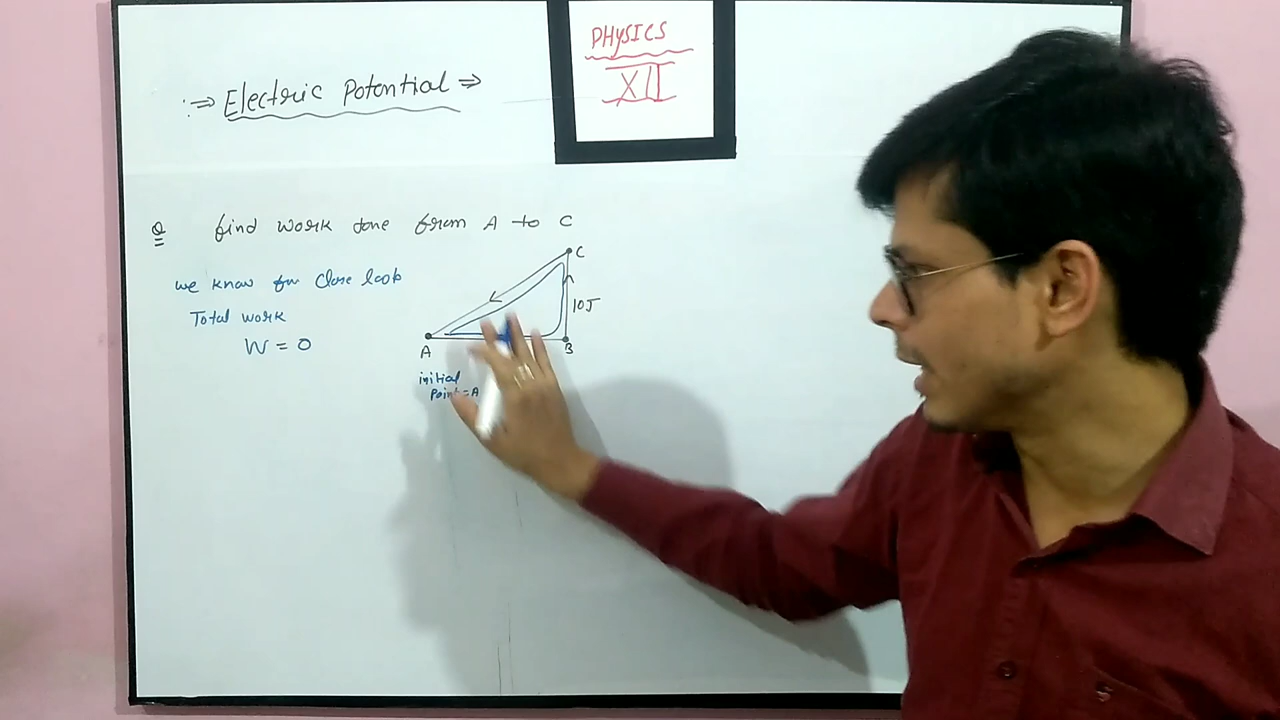 PHYSICS
XII
:⇒ Electric Potential ⇒
Q find work done from A to C
we know for close loop
Total work
W = 0
C
10J
A
B
initial
point = A